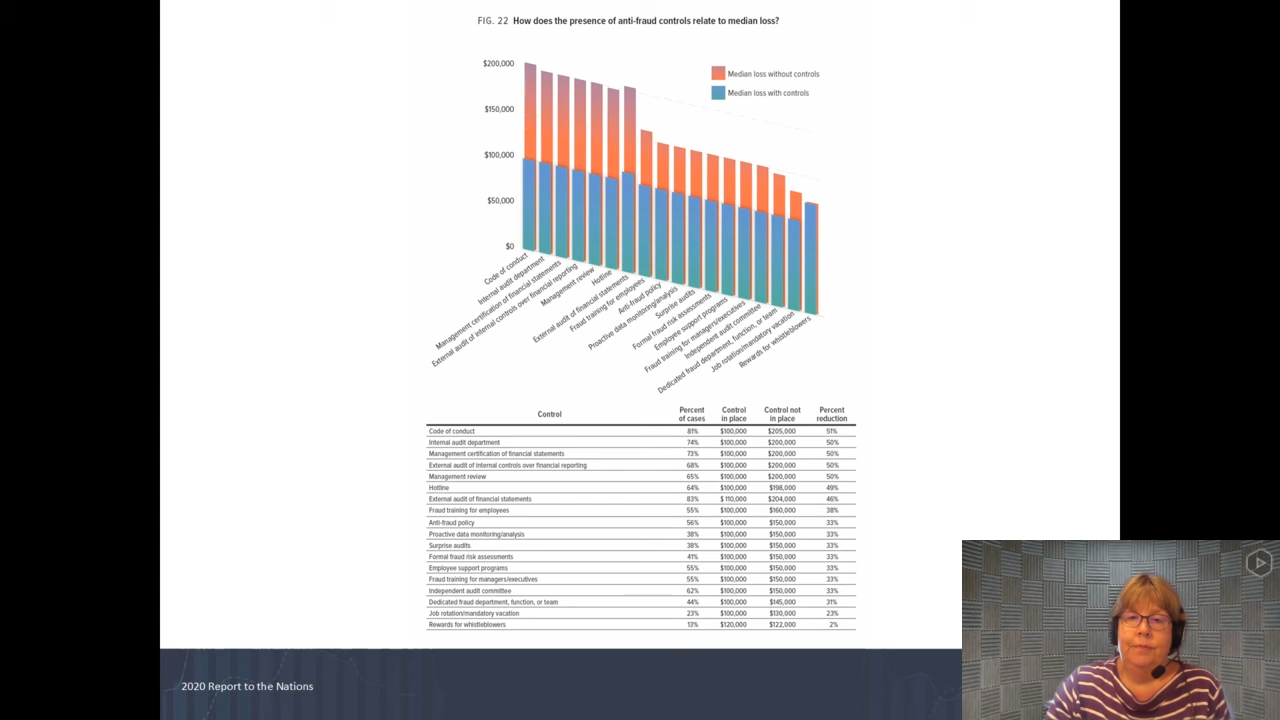 FIG. 22 How does the presence of anti-fraud controls relate to median loss?
$200,000
$150,000
$100,000
$50,000
$0
Median loss without controls
Median loss with controls
Code of conduct
Internal audit department
Management certification of financial statements
External audit of internal controls over financial reporting
Management review
Hotline
External audit of financial statements
Fraud training for employees
Anti-fraud policy
Proactive data monitoring/analysis
Surprise audits
Formal fraud risk assessments
Employee support programs
Fraud training for managers/executives
Independent audit committee
Dedicated fraud department, function, or team
Job rotation/mandatory vacation
Rewards for whistleblowers
Control Percent of cases Control in place Control not in place Percent reduction
Code of conduct 81% $100,000 $205,000 51%
Internal audit department 74% $100,000 $200,000 50%
Management certification of financial statements 73% $100,000 $200,000 50%
External audit of internal controls over financial reporting 68% $100,000 $200,000 50%
Management review 65% $100,000 $200,000 50%
Hotline 64% $100,000 $198,000 49%
External audit of financial statements 83% $110,000 $204,000 46%
Fraud training for employees 55% $100,000 $160,000 38%
Anti-fraud policy 56% $100,000 $150,000 33%
Proactive data monitoring/analysis 38% $100,000 $150,000 33%
Surprise audits 38% $100,000 $150,000 33%
Formal fraud risk assessments 41% $100,000 $150,000 33%
Employee support programs 55% $100,000 $150,000 33%
Fraud training for managers/executives 55% $100,000 $150,000 33%
Independent audit committee 62% $100,000 $150,000 33%
Dedicated fraud department, function, or team 44% $100,000 $145,000 31%
Job rotation/mandatory vacation 23% $100,000 $130,000 23%
Rewards for whistleblowers 13% $120,000 $122,000 2%
2020 Report to the Nations